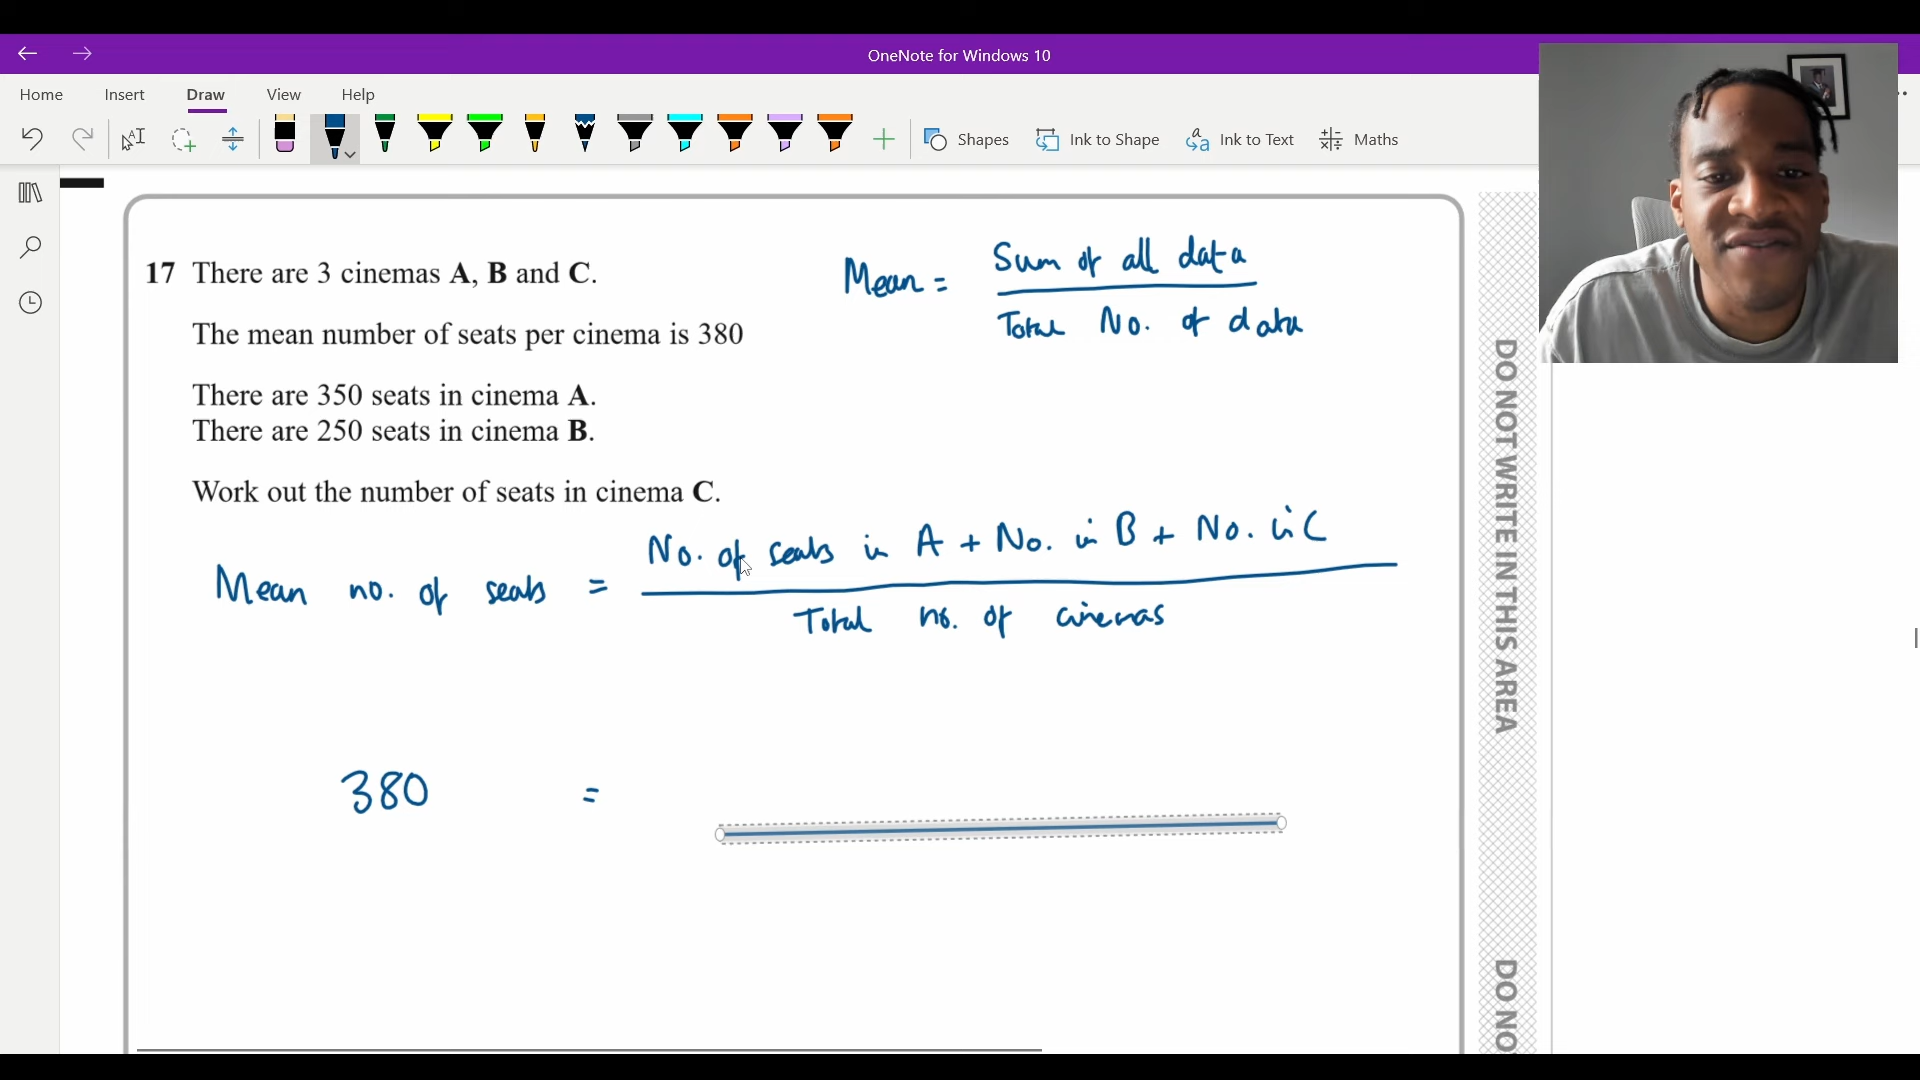 OneNote for Windows 10
Home Insert Draw View Help
Shapes Ink to Shape Ink to Text Maths
17 There are 3 cinemas A, B and C.
The mean number of seats per cinema is 380
There are 350 seats in cinema A.
There are 250 seats in cinema B.
Work out the number of seats in cinema C.
Mean = Sum of all data
Total No. of data
Mean no. of seats = No. of seats in A + No. in B + No. in C
Total no. of cinemas
380 =
DO NOT WRITE IN THIS AREA
DO NO